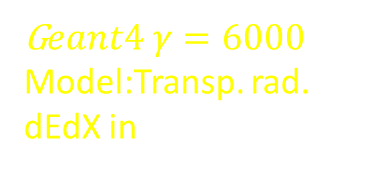 Geant4 γ = 6000
Model:Transp. rad.
dEdX in